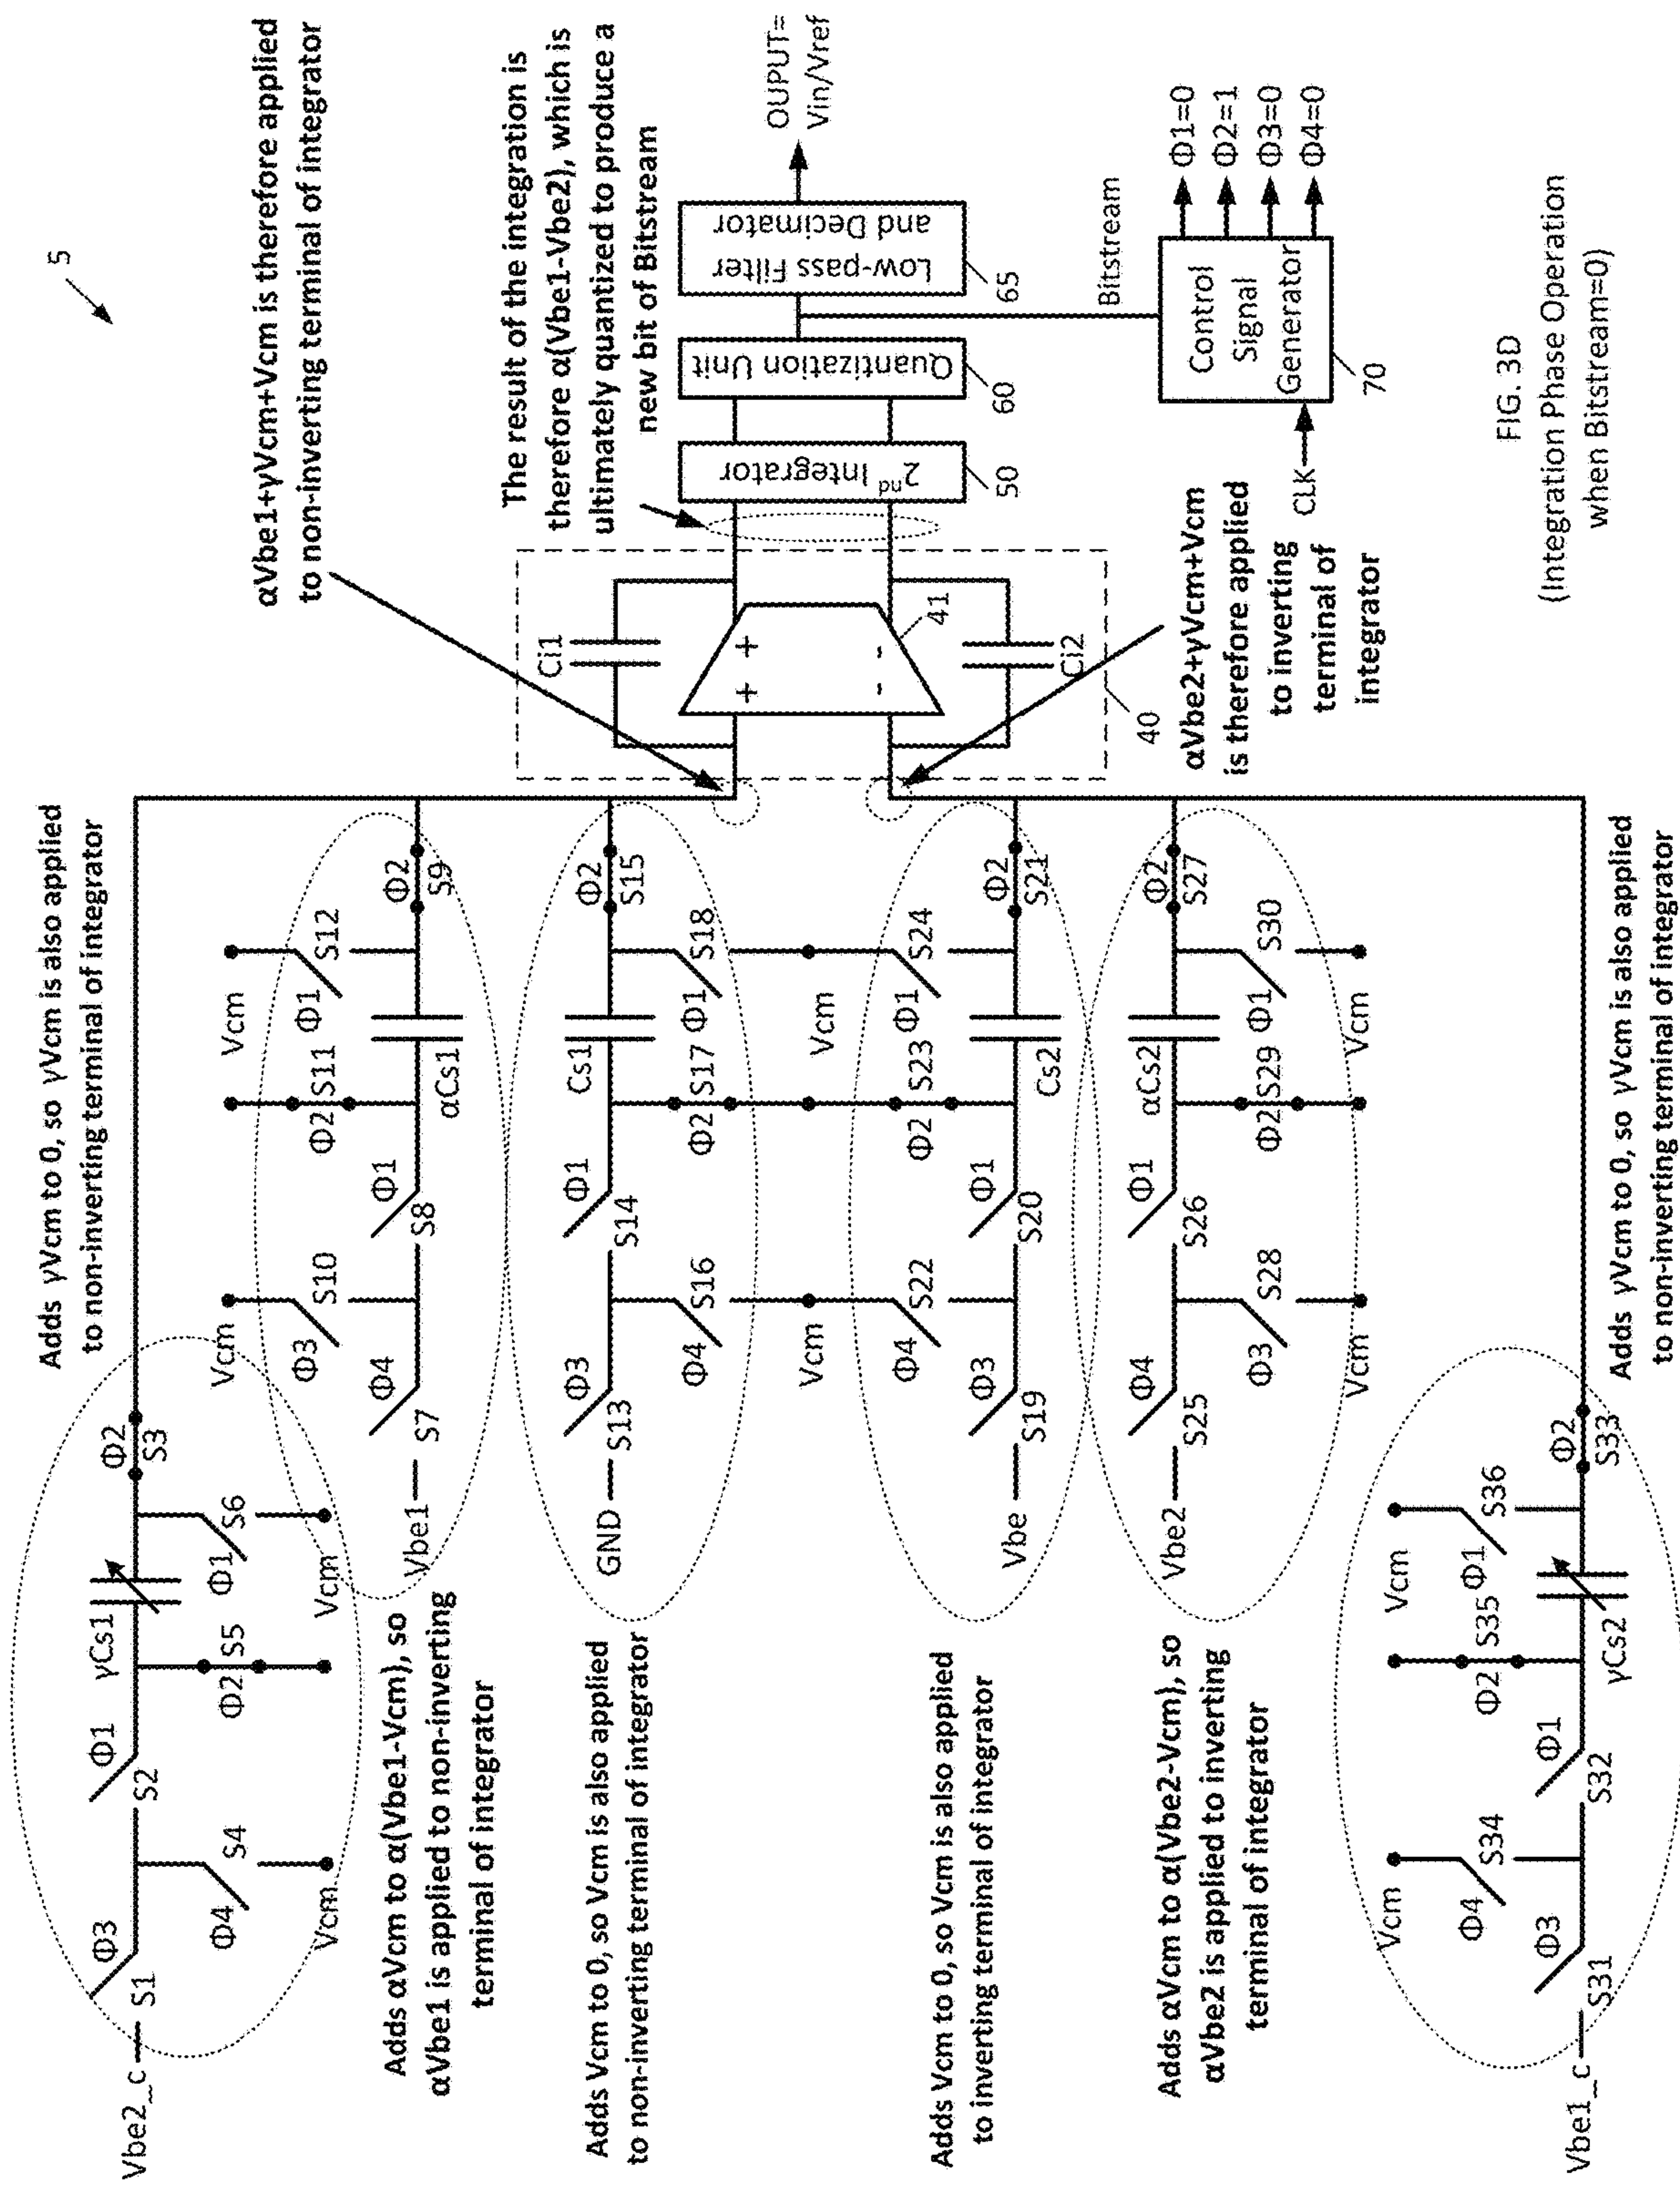 5
Adds γVcm to 0, so γVcm is also applied
to non-inverting terminal of integrator
αVbe1+γVcm+Vcm is therefore applied
to non-inverting terminal of integrator
The result of the integration is
therefore α(Vbe1-Vbe2), which is
ultimately quantized to produce a
new bit of Bitstream
Vbe2_c
S1
Φ3
S4
Φ4
Vcm
S2
Φ1
γCs1
S5
Φ2
S6
Φ1
Vcm
Φ2
S3
Adds αVcm to α(Vbe1-Vcm), so
αVbe1 is applied to non-inverting
terminal of integrator
Vbe1
S7
Φ4
Vcm
Φ3
S10
S8
Φ1
Vcm
Φ2
S11
αCs1
Φ1
S12
Φ2
S9
Adds Vcm to 0, so Vcm is also applied
to non-inverting terminal of integrator
GND
S13
Φ3
Φ4
S16
S14
Φ1
Cs1
Φ2
S17
Φ1
S18
Φ2
S15
Vcm
Vcm
Adds Vcm to 0, so Vcm is also applied
to inverting terminal of integrator
Vbe
S19
Φ3
Φ4
S22
S20
Φ1
Φ2
S23
Cs2
Φ1
S24
Φ2
S21
Adds αVcm to α(Vbe2-Vcm), so
αVbe2 is applied to inverting
terminal of integrator
Vbe2
S25
Φ4
Φ3
S28
Vcm
S26
Φ1
αCs2
Φ2
S29
Φ1
S30
Vcm
Φ2
S27
Vbe1_c
S31
Φ3
Vcm
Φ4
S34
S32
Φ1
Vcm
Φ2
S35
γCs2
Φ1
S36
Φ2
S33
Adds γVcm to 0, so γVcm is also applied
to non-inverting terminal of integrator
Ci1
+
+
-
-
41
Ci2
40
αVbe2+γVcm+Vcm
is therefore applied
to inverting
terminal of
integrator
2nd Integrator
50
Quantization Unit
60
Low-pass Filter
and Decimator
65
OUPUT=
Vin/Vref
Bitstream
CLK
Control
Signal
Generator
70
Φ1=0
Φ2=1
Φ3=0
Φ4=0
FIG. 3D
(Integration Phase Operation
when Bitstream=0)